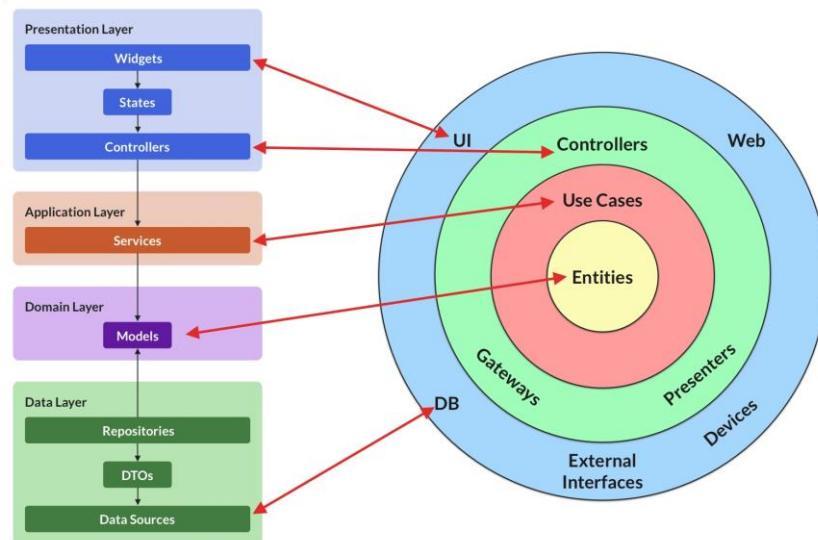 Presentation Layer
Widgets
States
Controllers
Application Layer
Services
Domain Layer
Models
Data Layer
Repositories
DTOs
Data Sources
UI
Controllers
Web
Use Cases
Entities
Gateways
Presenters
DB
Devices
External
Interfaces